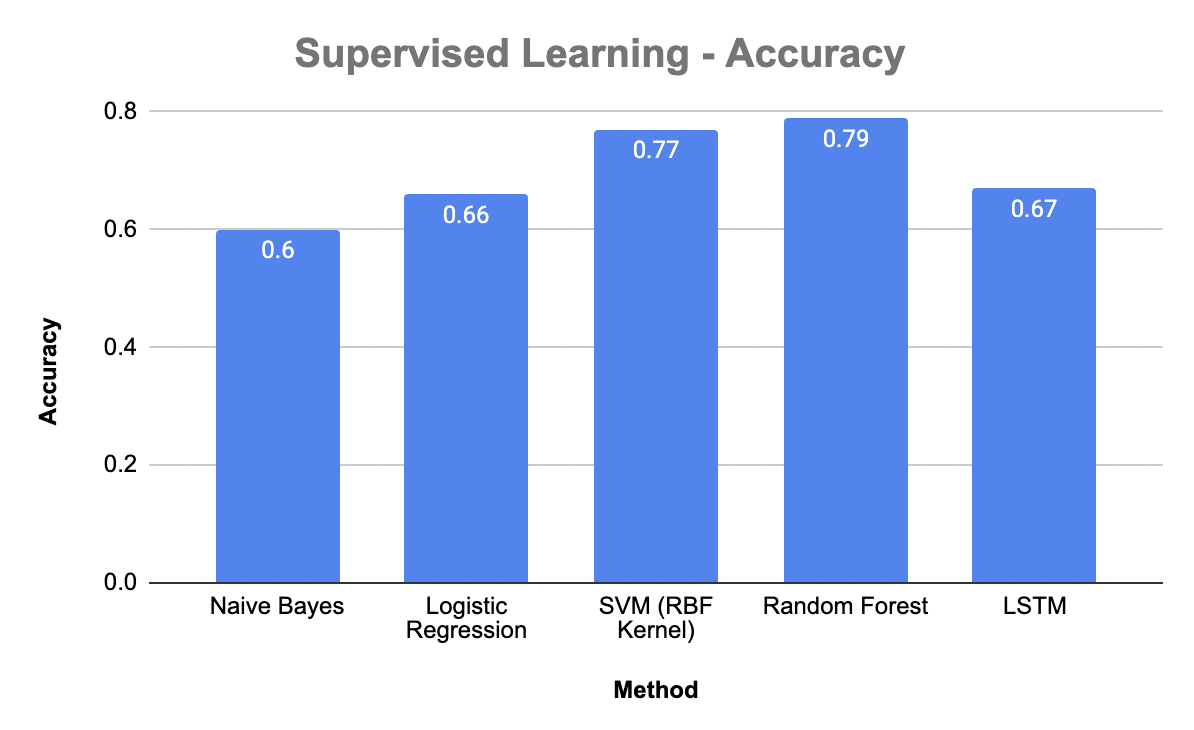 Supervised Learning - Accuracy
Accuracy
0.8
0.6
0.4
0.2
0.0
0.6
0.66
0.77
0.79
0.67
Naive Bayes
Logistic
Regression
SVM (RBF
Kernel)
Random Forest
LSTM
Method